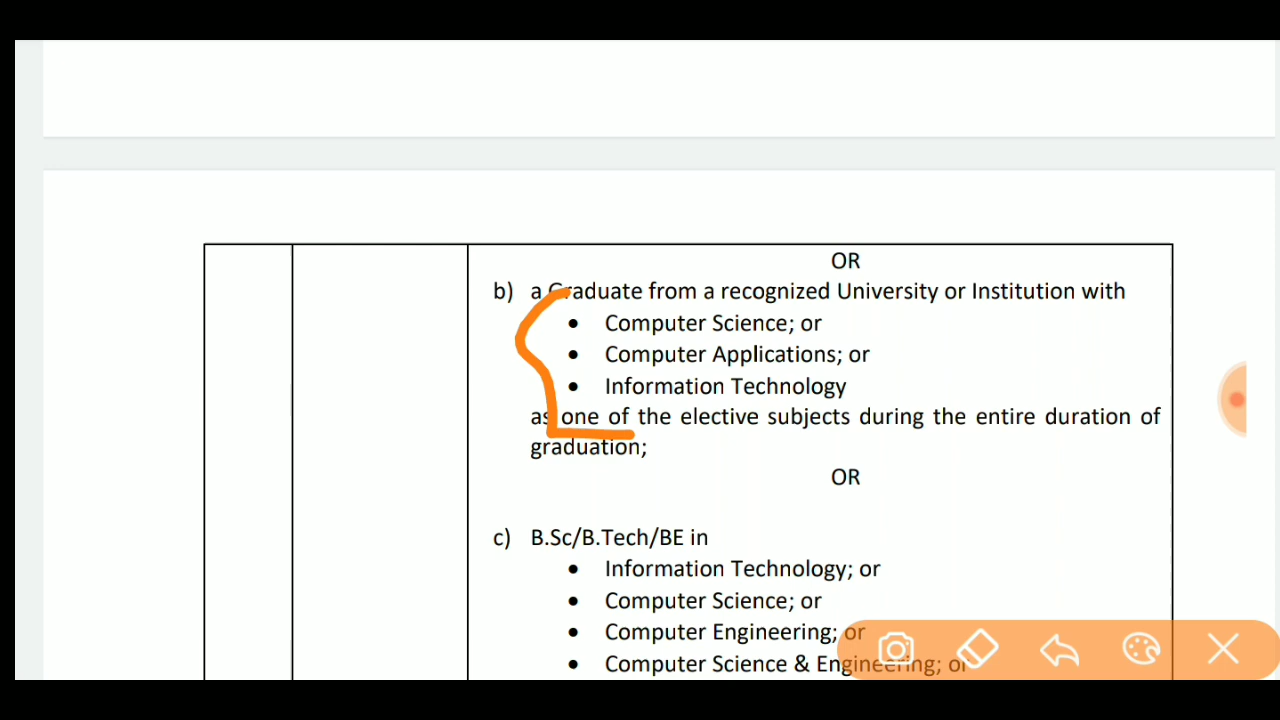 OR
b) a Graduate from a recognized University or Institution with
• Computer Science; or
• Computer Applications; or
• Information Technology
as one of the elective subjects during the entire duration of
graduation;
OR
c) B.Sc/B.Tech/BE in
• Information Technology; or
• Computer Science; or
• Computer Engineering; or
• Computer Science & Engineering; or